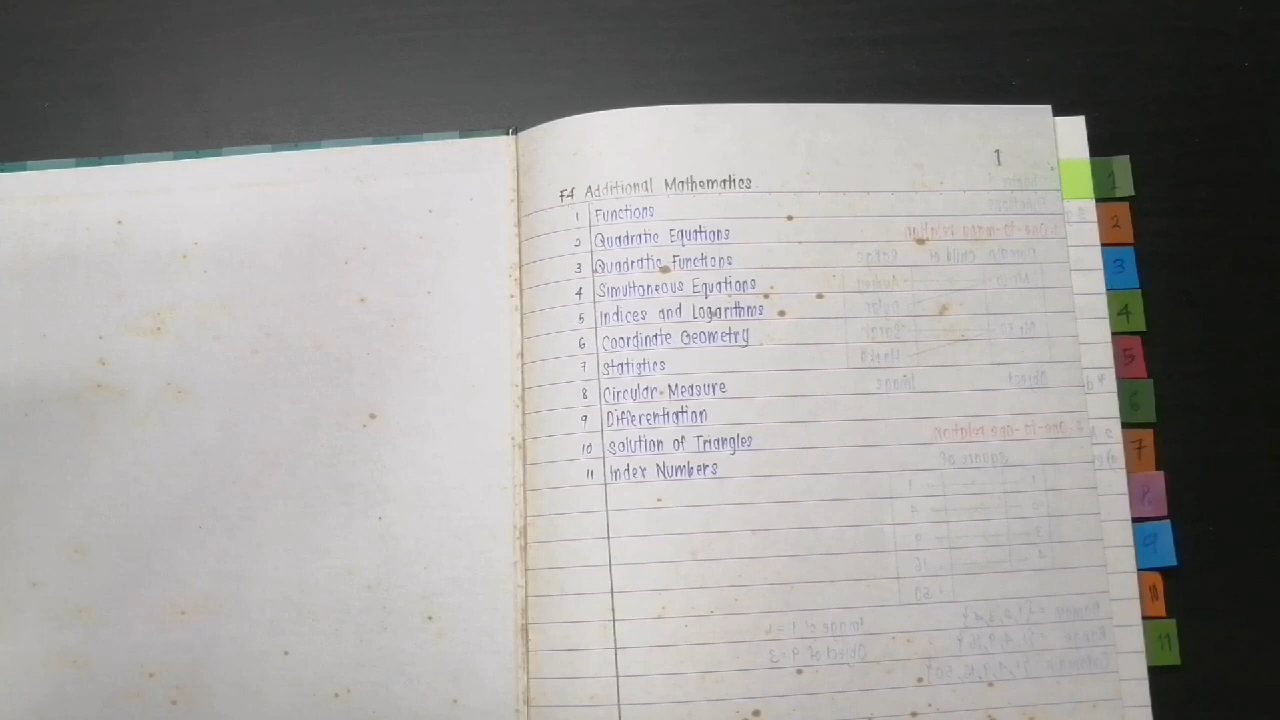 1
F4 Additional Mathematics
1 Functions
2 Quadratic Equations
3 Quadratic Functions
4 Simultaneous Equations
5 Indices and Logarithms
6 Coordinate Geometry
7 Statistics
8 Circular Measure
9 Differentiation
10 Solution of Triangles
11 Index Numbers
1
2
3
4
5
6
7
8
9
10
11